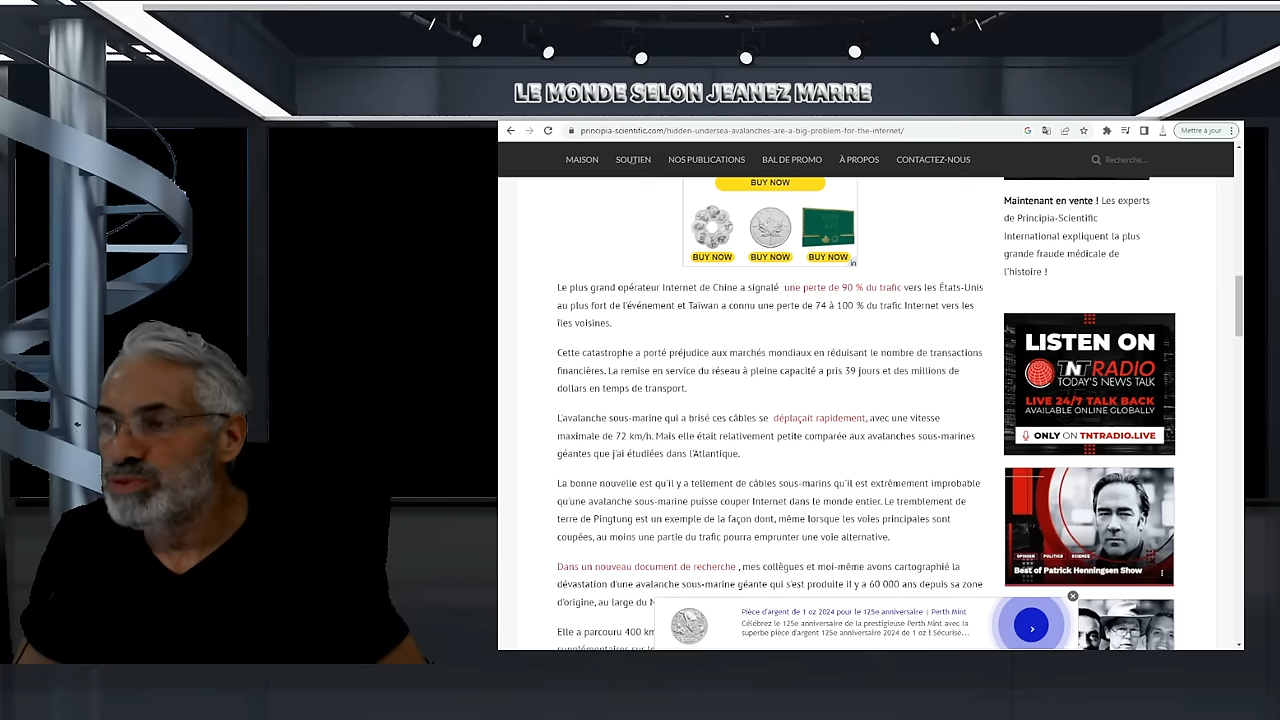 LE MONDE SELON JEANEZ MARRE
principia-scientific.com/hidden-undersea-avalanches-are-a-big-problem-for-the-internet/
Mettre à jour
MAISON SOUTIEN NOS PUBLICATIONS BAL DE PROMO À PROPOS CONTACTEZ-NOUS
Recherche...
BUY NOW
BUY NOW BUY NOW BUY NOW
Le plus grand opérateur Internet de Chine a signalé une perte de 90 % du trafic vers les États-Unis
au plus fort de l'événement et Taïwan a connu une perte de 74 à 100 % du trafic Internet vers les
îles voisines.
Cette catastrophe a porté préjudice aux marchés mondiaux en réduisant le nombre de transactions
financières. La remise en service du réseau à pleine capacité a pris 39 jours et des millions de
dollars en temps de transport.
L'avalanche sous-marine qui a brisé ces câbles se déplaçait rapidement, avec une vitesse
maximale de 72 km/h. Mais elle était relativement petite comparée aux avalanches sous-marines
géantes que j'ai étudiées dans l'Atlantique.
La bonne nouvelle est qu'il y a tellement de câbles sous-marins qu'il est extrêmement improbable
qu'une avalanche sous-marine puisse couper Internet dans le monde entier. Le tremblement de
terre de Pingtung est un exemple de la façon dont, même lorsque les voies principales sont
coupées, au moins une partie du trafic pourra emprunter une voie alternative.
Dans un nouveau document de recherche , mes collègues et moi-même avons cartographié la
dévastation d'une avalanche sous-marine géante qui s'est produite il y a 60 000 ans depuis sa zone
d'origine, au large du
Elle a parcouru 400 km
Maintenant en vente ! Les experts
de Principia-Scientific
International expliquent la plus
grande fraude médicale de
l'histoire !
LISTEN ON
TNT RADIO
TODAY'S NEWS TALK
LIVE 24/7 TALK BACK
AVAILABLE ONLINE GLOBALLY
ONLY ON TNTRADIO.LIVE
OPINION POLITICS SCIENCE
Best of Patrick Henningsen Show
Pièce d'argent de 1 oz 2024 pour le 125e anniversaire | Perth Mint
Célébrez le 125e anniversaire de la prestigieuse Perth Mint avec la
superbe pièce d'argent 125e anniversaire 2024 de 1 oz ! Sécurisé...